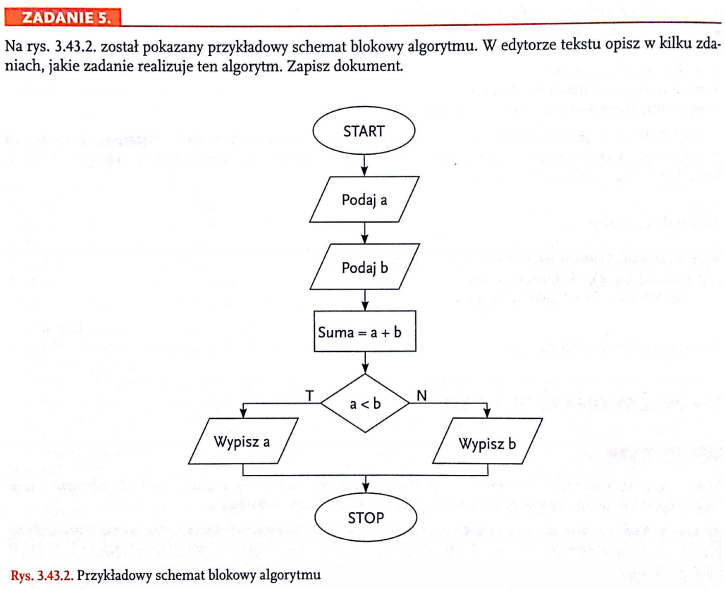 ZADANIE 5.
Na rys. 3.43.2. został pokazany przykładowy schemat blokowy algorytmu. W edytorze tekstu opisz w kilku zda-
niach, jakie zadanie realizuje ten algorytm. Zapisz dokument.
START
Podaj a
Podaj b
Suma = a + b
T
a < b
N
Wypisz a
Wypisz b
STOP
Rys. 3.43.2. Przykładowy schemat blokowy algorytmu